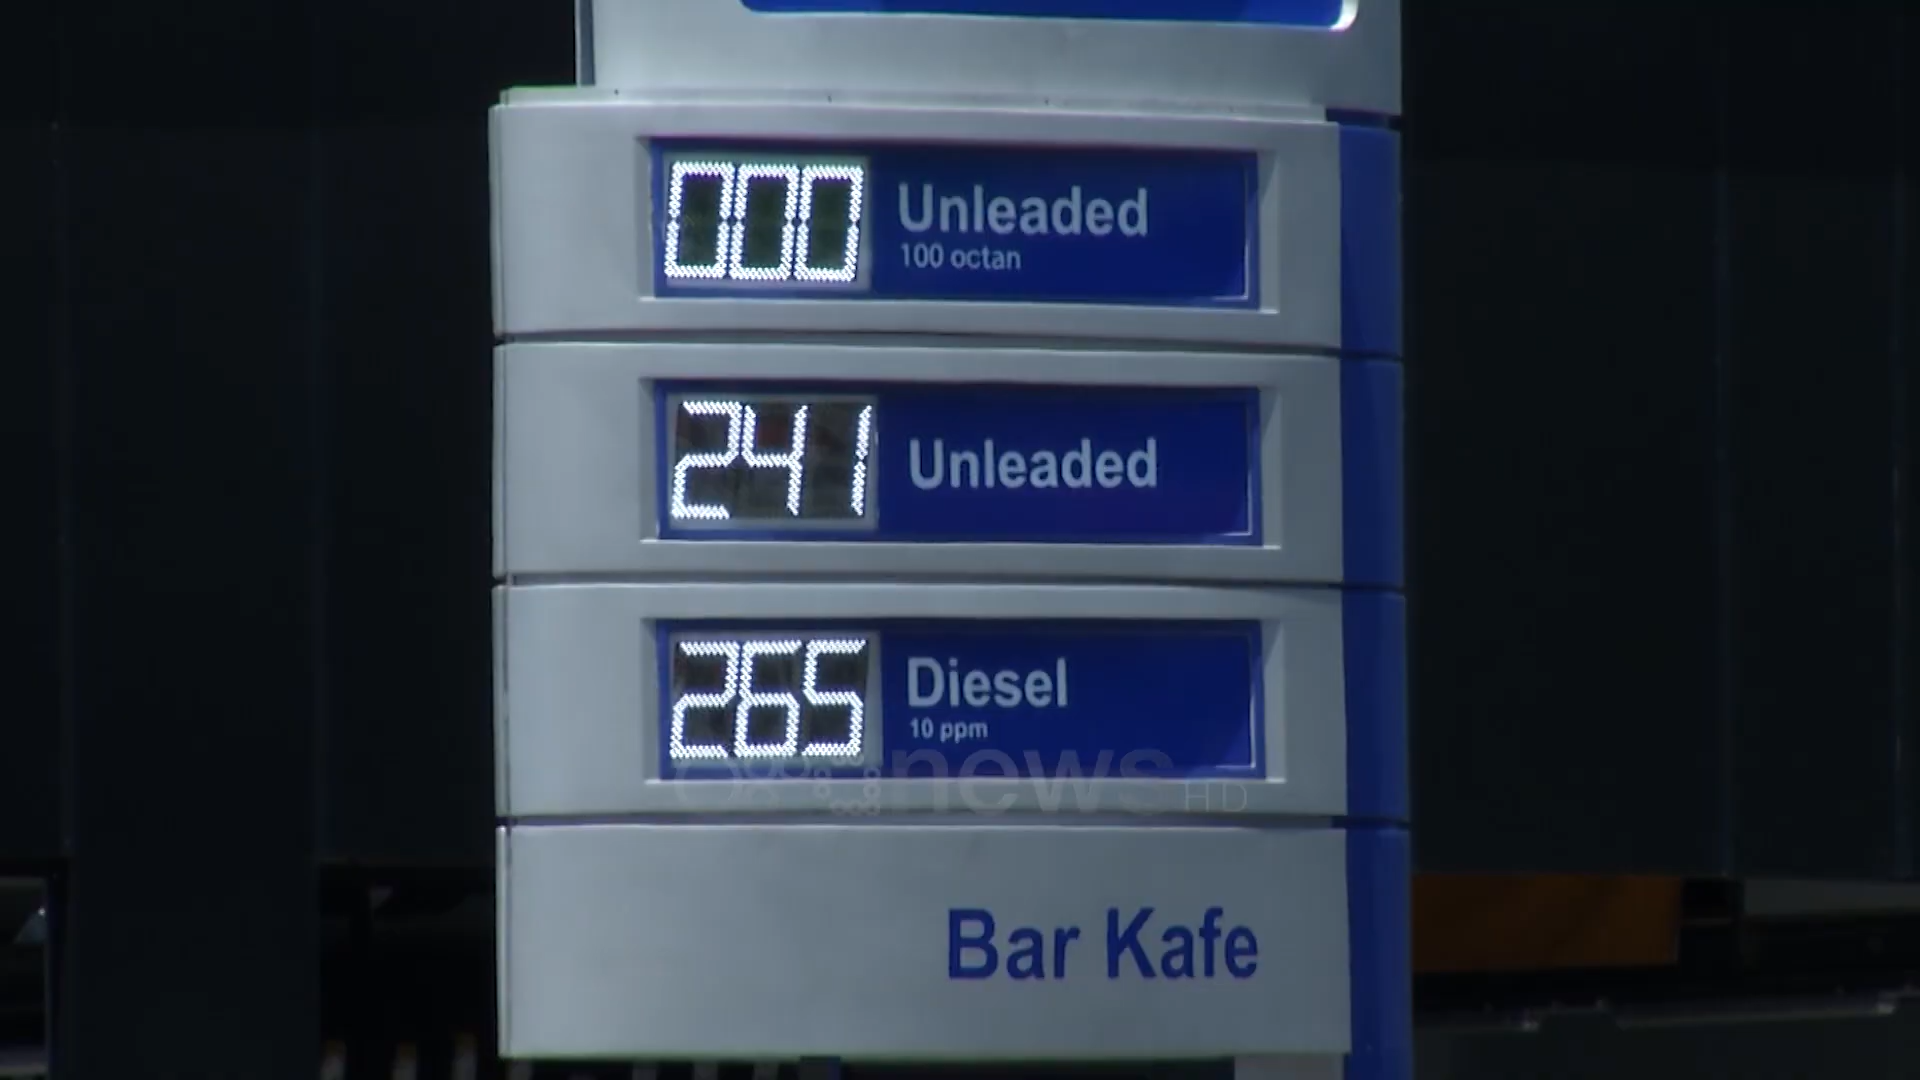 000 Unleaded
100 octan
241 Unleaded
265 Diesel
10 ppm
news HD
Bar Kafe